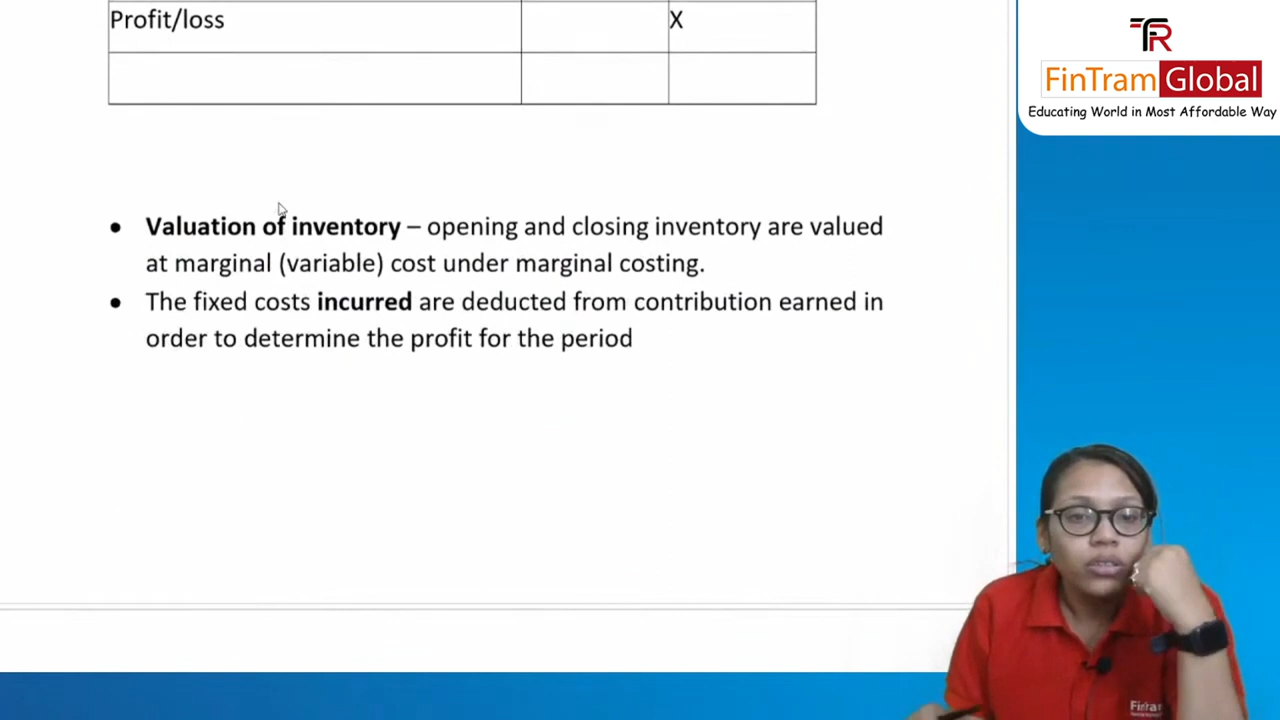 Profit/loss X
TR
FinTram Global
Educating World in Most Affordable Way
• Valuation of inventory – opening and closing inventory are valued
at marginal (variable) cost under marginal costing.
• The fixed costs incurred are deducted from contribution earned in
order to determine the profit for the period